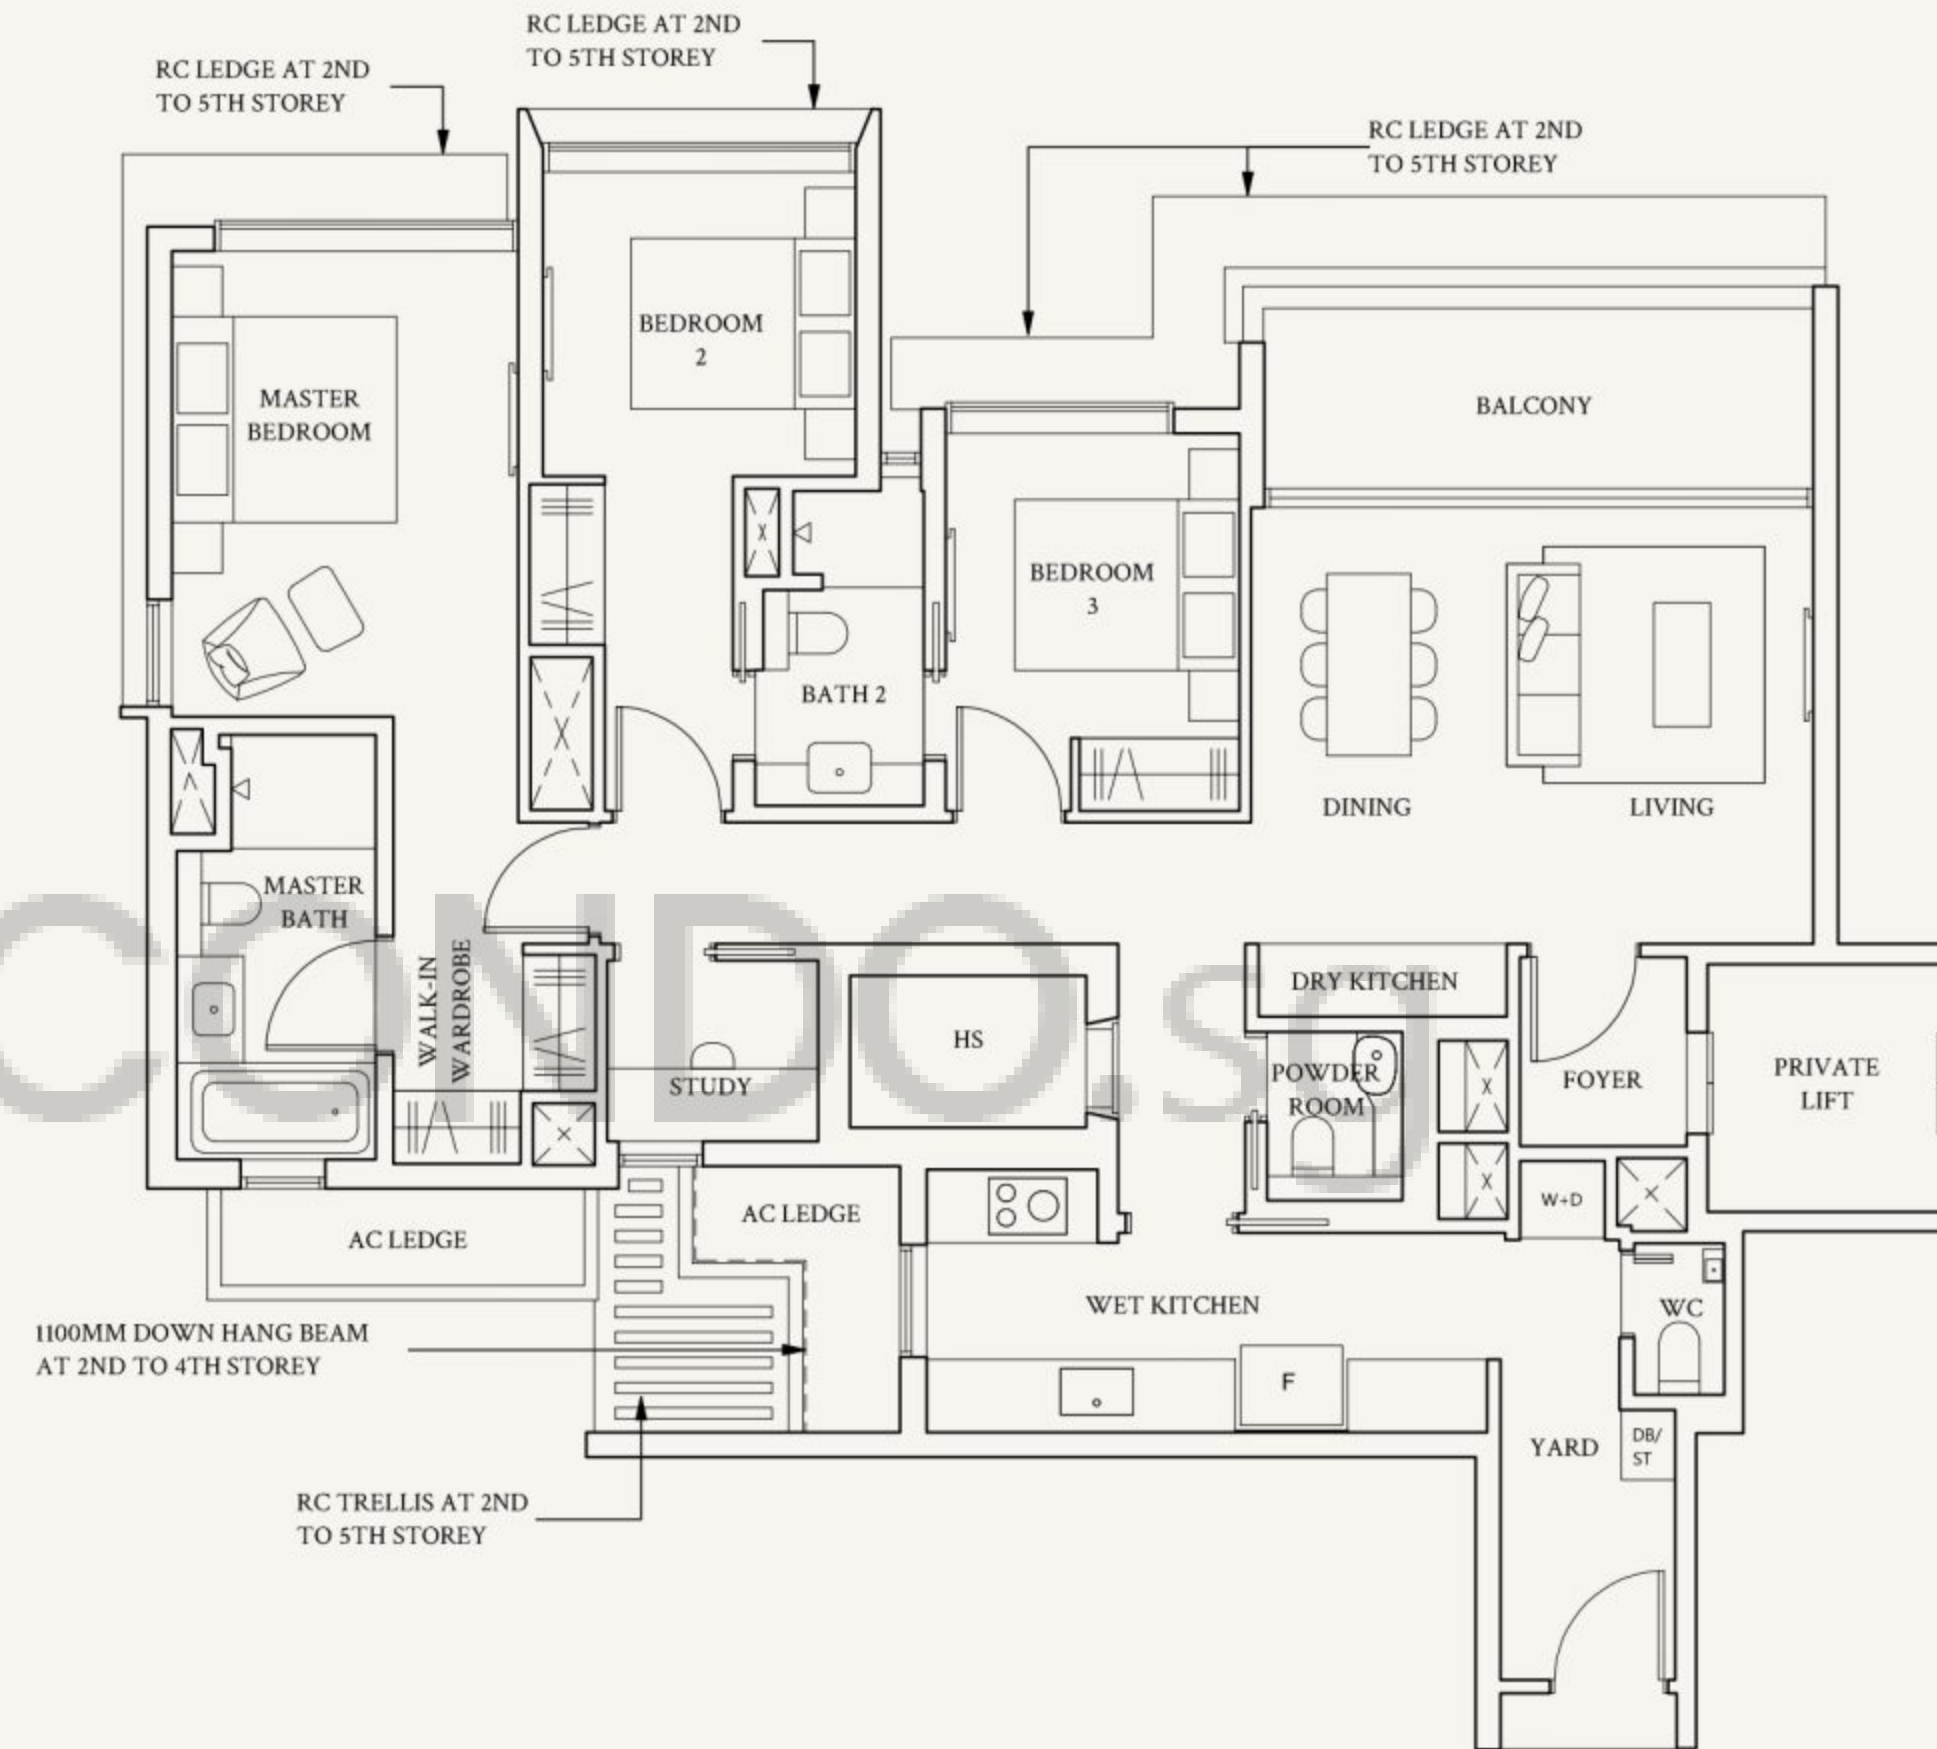 RC LEDGE AT 2ND
TO 5TH STOREY
RC LEDGE AT 2ND
TO 5TH STOREY
RC LEDGE AT 2ND
TO 5TH STOREY
BEDROOM
2
MASTER
BEDROOM
BALCONY
BEDROOM
3
BATH 2
DINING
LIVING
MASTER
BATH
WALK-IN
WARDROBE
STUDY
HS
DRY KITCHEN
POWDER
ROOM
FOYER
PRIVATE
LIFT
CONDO.sg
W+D
AC LEDGE
AC LEDGE
WET KITCHEN
WC
1100MM DOWN HANG BEAM
AT 2ND TO 4TH STOREY
F
YARD
DB/
ST
RC TRELLIS AT 2ND
TO 5TH STOREY